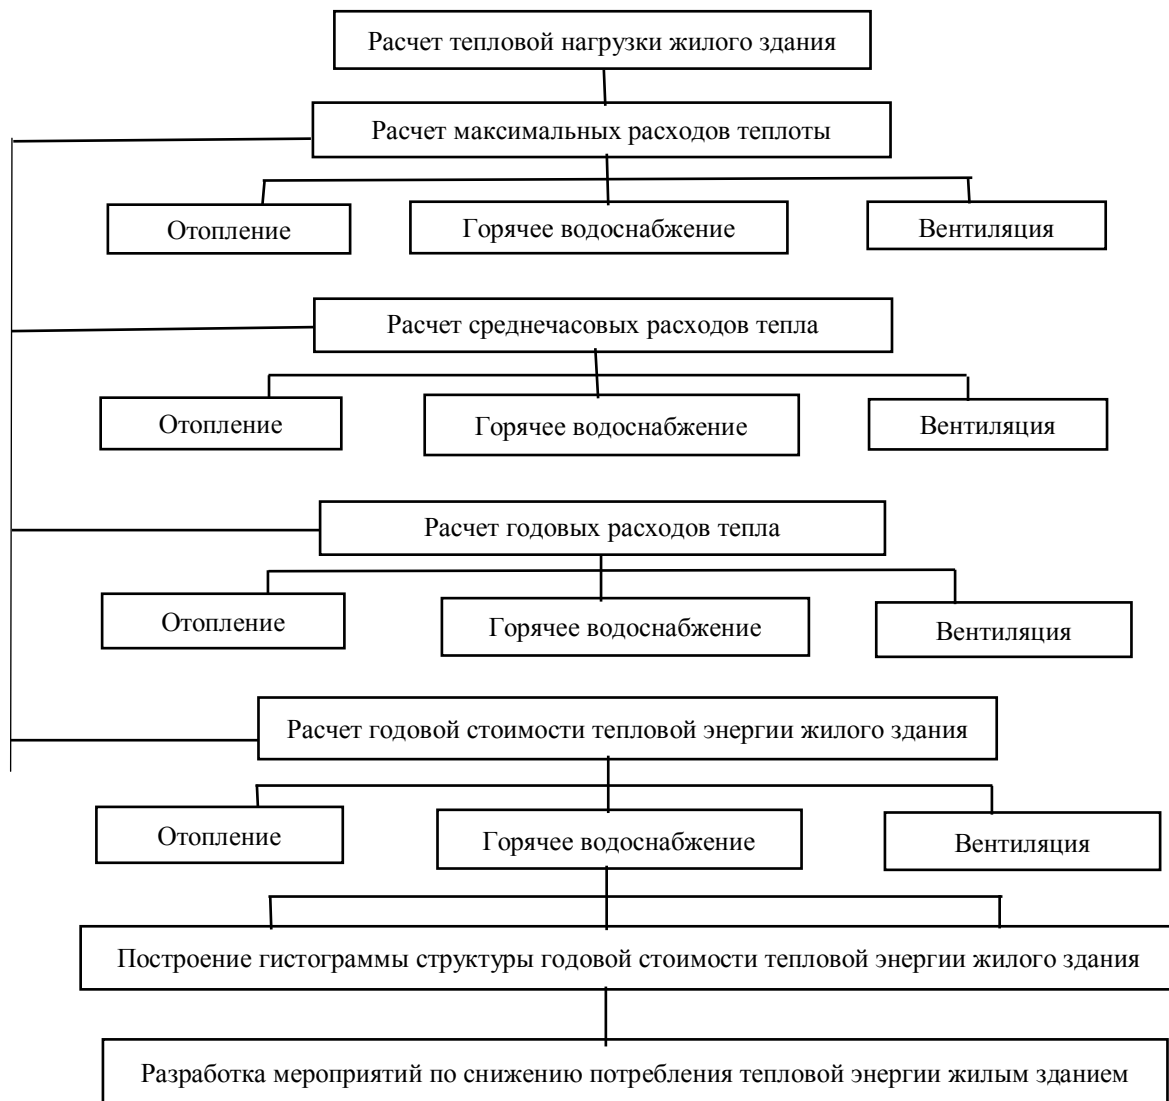 Расчет тепловой нагрузки жилого здания
Расчет максимальных расходов теплоты
Отопление
Горячее водоснабжение
Вентиляция
Расчет среднечасовых расходов тепла
Отопление
Горячее водоснабжение
Вентиляция
Расчет годовых расходов тепла
Отопление
Горячее водоснабжение
Вентиляция
Расчет годовой стоимости тепловой энергии жилого здания
Отопление
Горячее водоснабжение
Вентиляция
Построение гистограммы структуры годовой стоимости тепловой энергии жилого здания
Разработка мероприятий по снижению потребления тепловой энергии жилым зданием